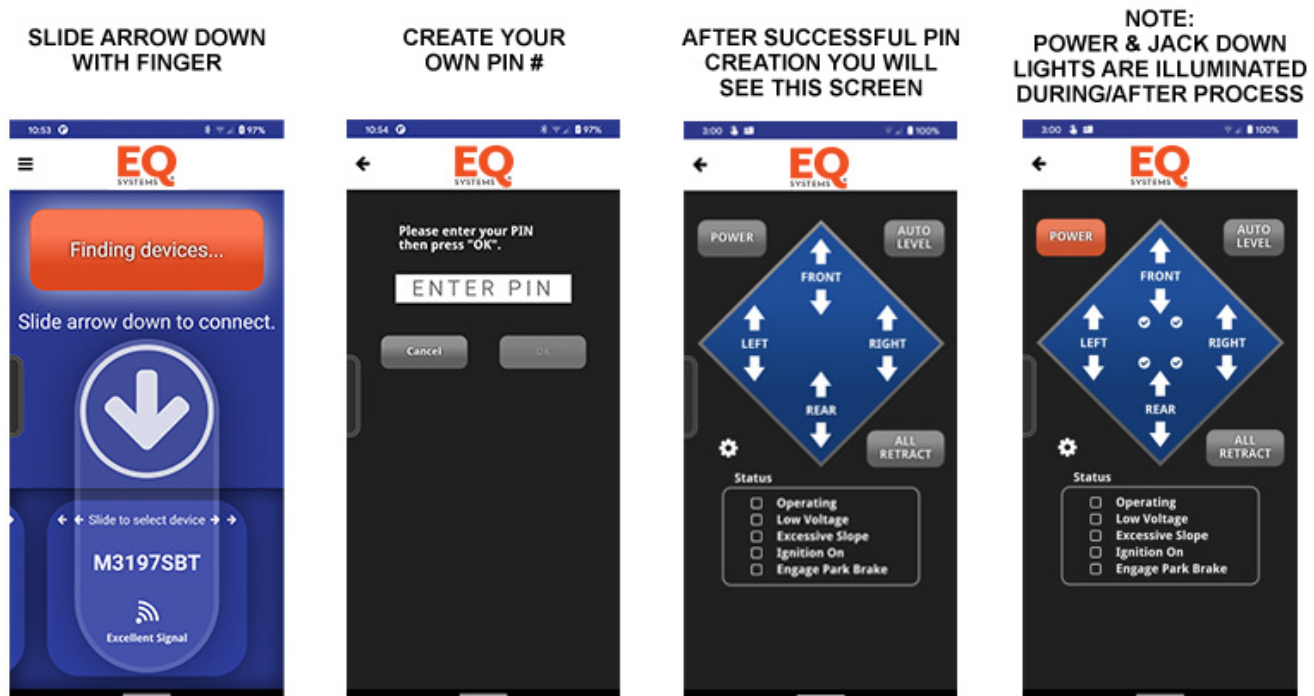 SLIDE ARROW DOWN
WITH FINGER
10:53
97%
EQ
SYSTEMS
Finding devices...
Slide arrow down to connect.
Slide to select device
M3197SBT
Excellent Signal
CREATE YOUR
OWN PIN #
10:54
97%
EQ
SYSTEMS
Please enter your PIN
then press "OK".
ENTER PIN
Cancel
OK
AFTER SUCCESSFUL PIN
CREATION YOU WILL
SEE THIS SCREEN
3:00
100%
EQ
SYSTEMS
POWER
AUTO
LEVEL
FRONT
LEFT
RIGHT
REAR
ALL
RETRACT
Status
Operating
Low Voltage
Excessive Slope
Ignition On
Engage Park Brake
NOTE:
POWER & JACK DOWN
LIGHTS ARE ILLUMINATED
DURING/AFTER PROCESS
3:00
100%
EQ
SYSTEMS
POWER
AUTO
LEVEL
FRONT
LEFT
RIGHT
REAR
ALL
RETRACT
Status
Operating
Low Voltage
Excessive Slope
Ignition On
Engage Park Brake